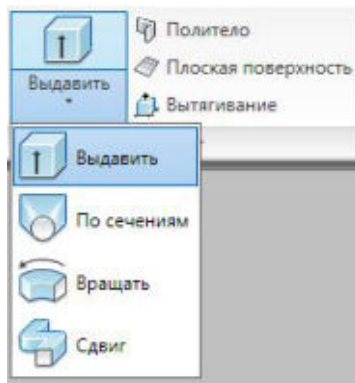 Выдавить
Политело
Плоская поверхность
Вытягивание
Выдавить
По сечениям
Вращать
Сдвиг